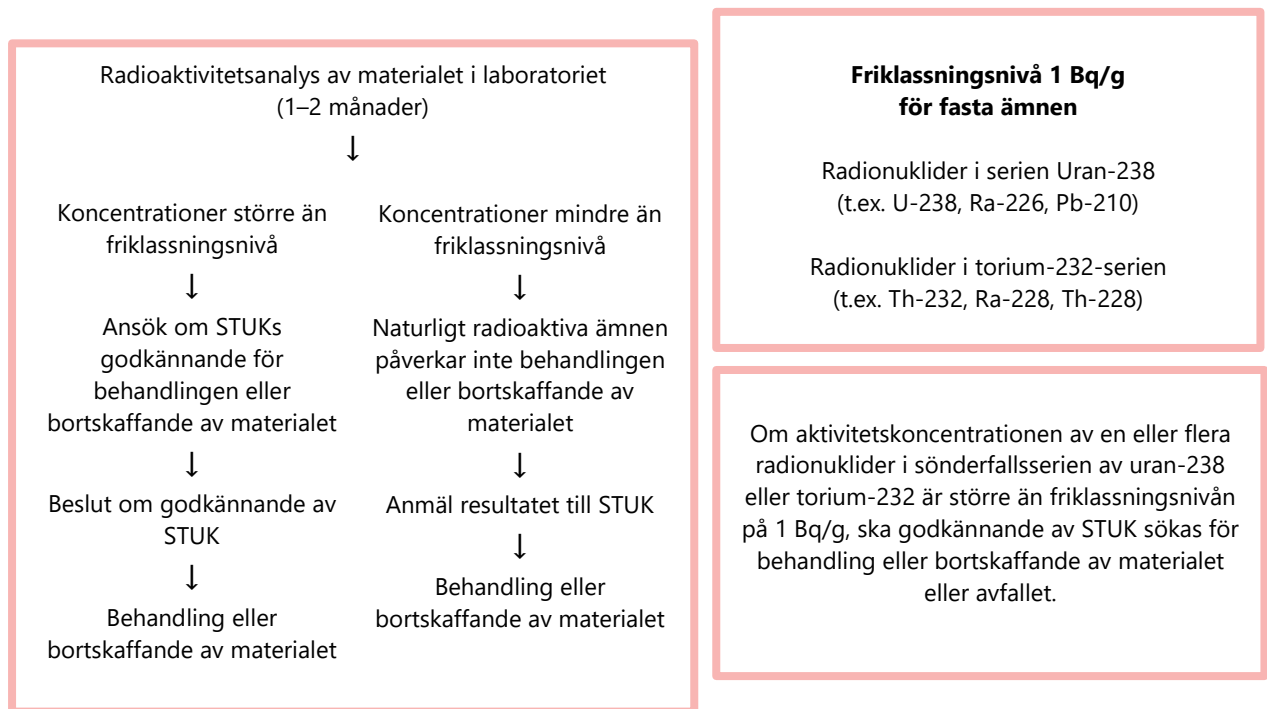 Radioaktivitetsanalys av materialet i laboratoriet
(1–2 månader)
↓
Koncentrationer större än
friklassningsnivå
↓
Ansök om STUKs
godkännande för
behandlingen eller
bortskaffande av materialet
↓
Beslut om godkännande av
STUK
↓
Behandling eller
bortskaffande av materialet
Koncentrationer mindre än
friklassningsnivå
↓
Naturligt radioaktiva ämnen
påverkar inte behandlingen
eller bortskaffande av
materialet
↓
Anmäl resultatet till STUK
↓
Behandling eller
bortskaffande av materialet
Friklassningsnivå 1 Bq/g
för fasta ämnen
Radionuklider i serien Uran-238
(t.ex. U-238, Ra-226, Pb-210)
Radionuklider i torium-232-serien
(t.ex. Th-232, Ra-228, Th-228)
Om aktivitetskoncentrationen av en eller flera
radionuklider i sönderfallsserien av uran-238
eller torium-232 är större än friklassningsnivån
på 1 Bq/g, ska godkännande av STUK sökas för
behandling eller bortskaffande av materialet
eller avfallet.